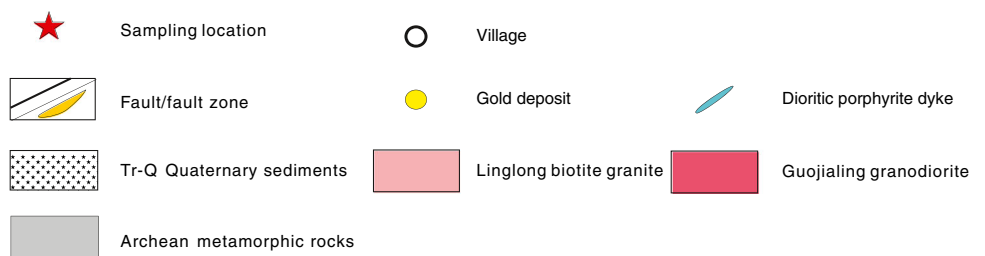 Sampling location
Village
Fault/fault zone
Gold deposit
Dioritic porphyrite dyke
Tr-Q Quaternary sediments
Linglong biotite granite
Guojialing granodiorite
Archean metamorphic rocks